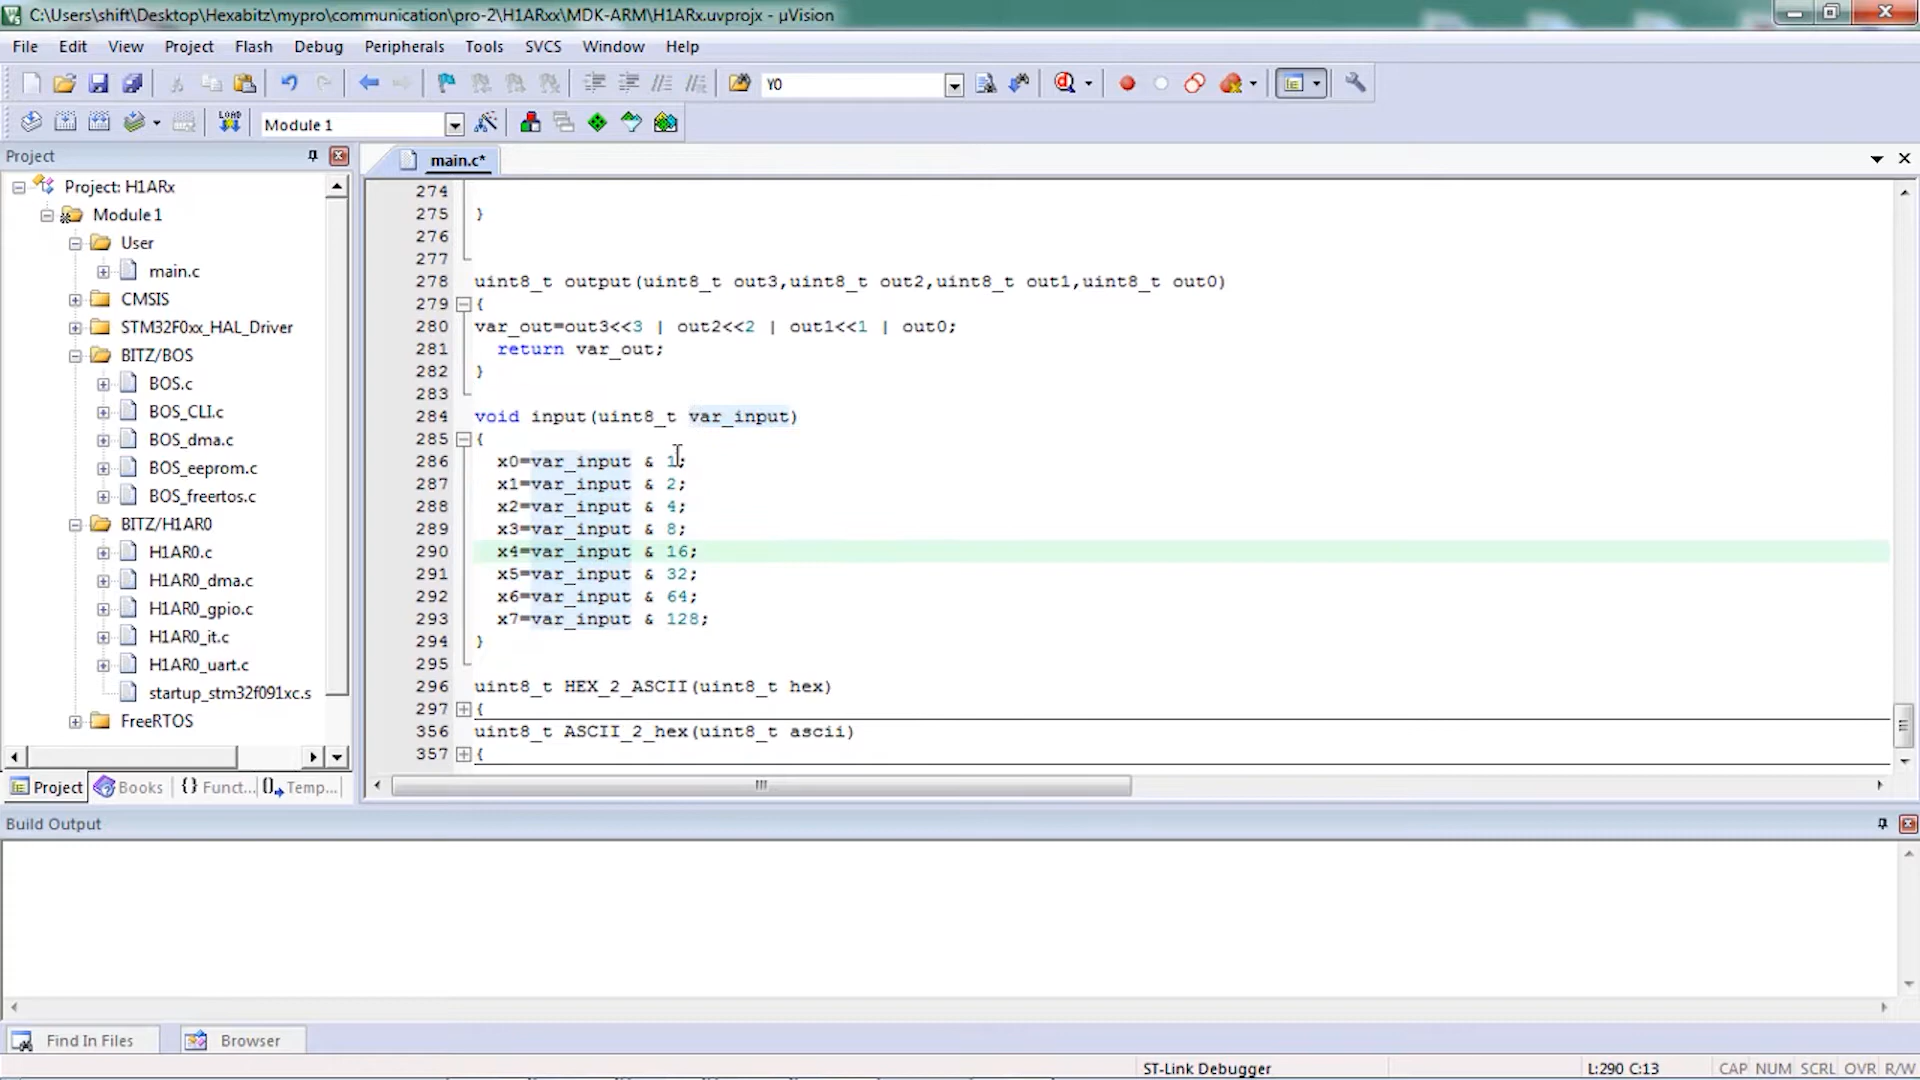 C:\Users\shift\Desktop\Hexabitz\mypro\communication\pro-2\H1ARxx\MDK-ARM\H1ARx.uvprojx - µVision
File Edit View Project Flash Debug Peripherals Tools SVCS Window Help
Y0
LOAD
Module 1
Project
main.c*
Project: H1ARx
Module1
User
main.c
CMSIS
STM32F0xx_HAL_Driver
BITZ/BOS
BOS.c
BOS_CLI.c
BOS_dma.c
BOS_eeprom.c
BOS_freertos.c
BITZ/H1AR0
H1AR0.c
H1AR0_dma.c
H1AR0_gpio.c
H1AR0_it.c
H1AR0_uart.c
startup_stm32f091xc.s
FreeRTOS
Project Books {} Funct... Temp...
274
275 }
276
277
278 uint8_t output(uint8_t out3,uint8_t out2,uint8_t out1,uint8_t out0)
279 {
280 var_out=out3<<3 | out2<<2 | out1<<1 | out0;
281 return var_out;
282 }
283
284 void input(uint8_t var_input)
285 {
286 x0=var_input & 1;
287 x1=var_input & 2;
288 x2=var_input & 4;
289 x3=var_input & 8;
290 x4=var_input & 16;
291 x5=var_input & 32;
292 x6=var_input & 64;
293 x7=var_input & 128;
294 }
295
296 uint8_t HEX_2_ASCII(uint8_t hex)
297 {
356 uint8_t ASCII_2_hex(uint8_t ascii)
357 {
Build Output
Find In Files Browser
ST-Link Debugger L:290 C:13 CAP NUM SCRL OVR R/W